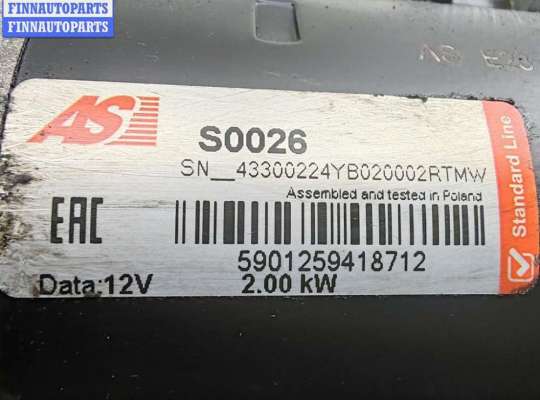 FINNAUTOPARTS
FINNAUTOPARTS
AS
S0026
SN__43300224YB020002RTMW
Assembled and tested in Poland
EAC
5901259418712
Data:12V
2.00 kW
Standard Line